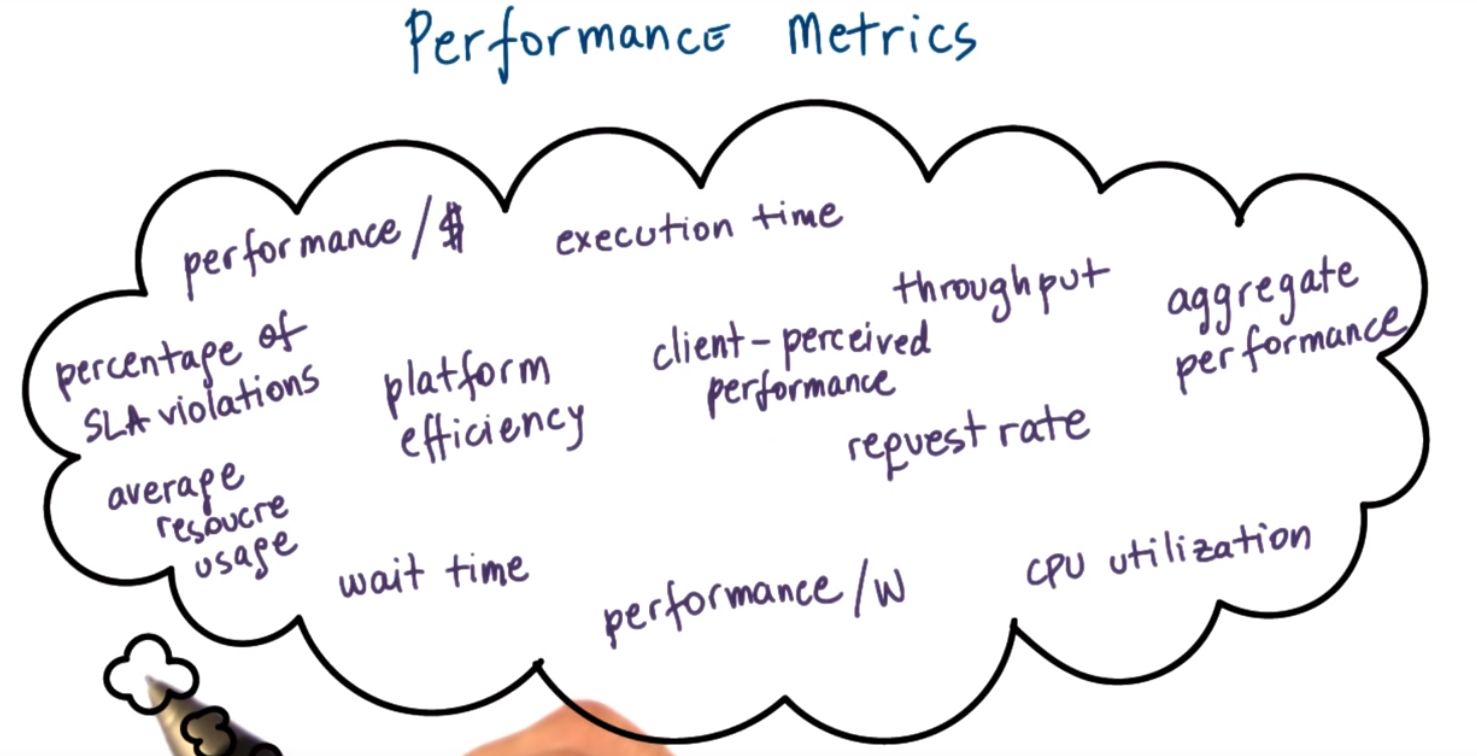 Performance Metrics
performance/$
execution time
throughput
aggregate
performance
percentage of
SLA violations
platform
efficiency
client-perceived
performance
request rate
average
resoucre
usage
wait time
performance/W
CPU utilization